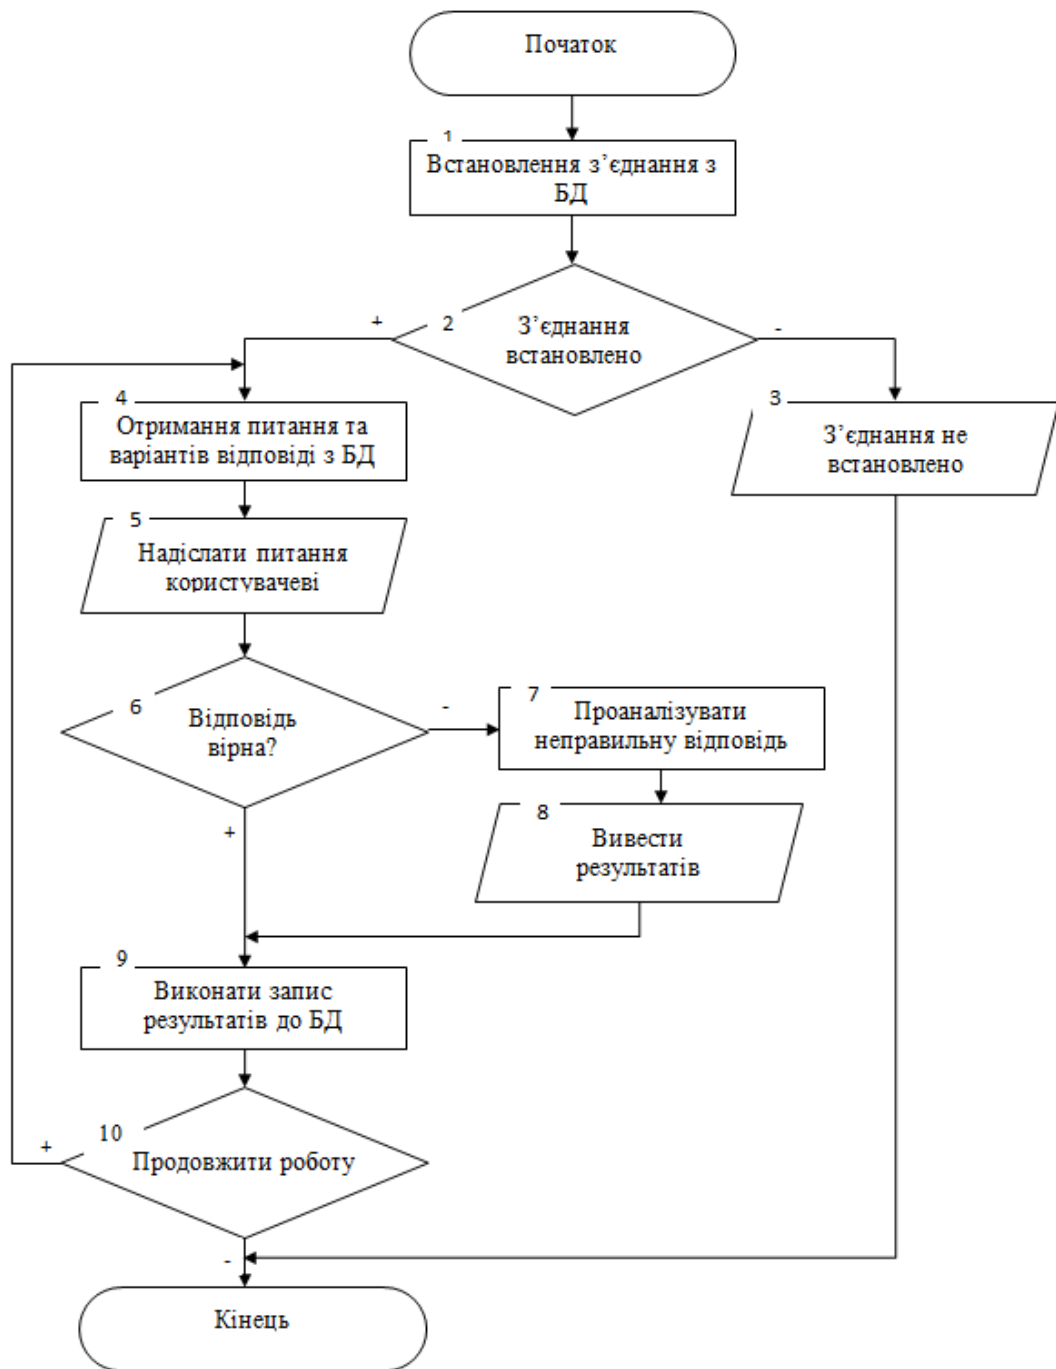 Початок
1
Встановлення з’єднання з
БД
+
2
З’єднання
встановлено
-
4
Отримання питання та
варіантів відповіді з БД
3
З’єднання не
встановлено
5
Надіслати питання
користувачеві
6
Відповідь
вірна?
-
7
Проаналізувати
неправильну відповідь
+
8
Вивести
результатів
9
Виконати запис
результатів до БД
+
10
Продовжити роботу
-
Кінець